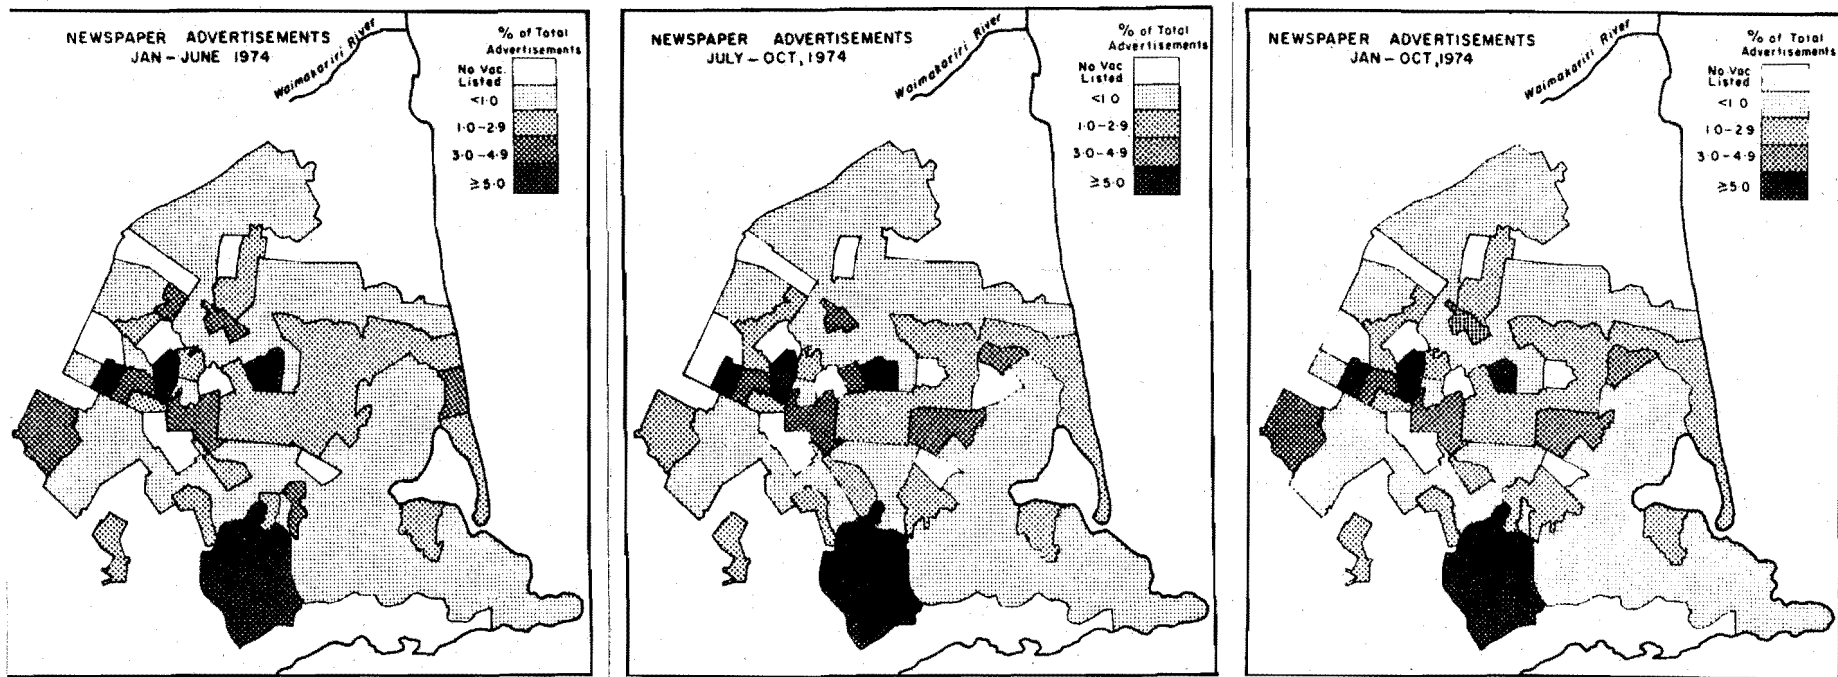 NEWSPAPER ADVERTISEMENTS
JAN-JUNE 1974
Waimakariri River
% of Total
Advertisements
No Vac.
Listed
<1·0
1·0-2·9
3·0-4·9
≥5·0
NEWSPAPER ADVERTISEMENTS
JULY-OCT, 1974
Waimakariri River
% of Total
Advertisements
No Vac
Listed
<1·0
1·0-2·9
3·0-4·9
≥5·0
NEWSPAPER ADVERTISEMENTS
JAN-OCT, 1974
Waimakariri River
% of Total
Advertisements
No Vac
Listed
<1·0
1·0-2·9
3·0-4·9
≥5·0